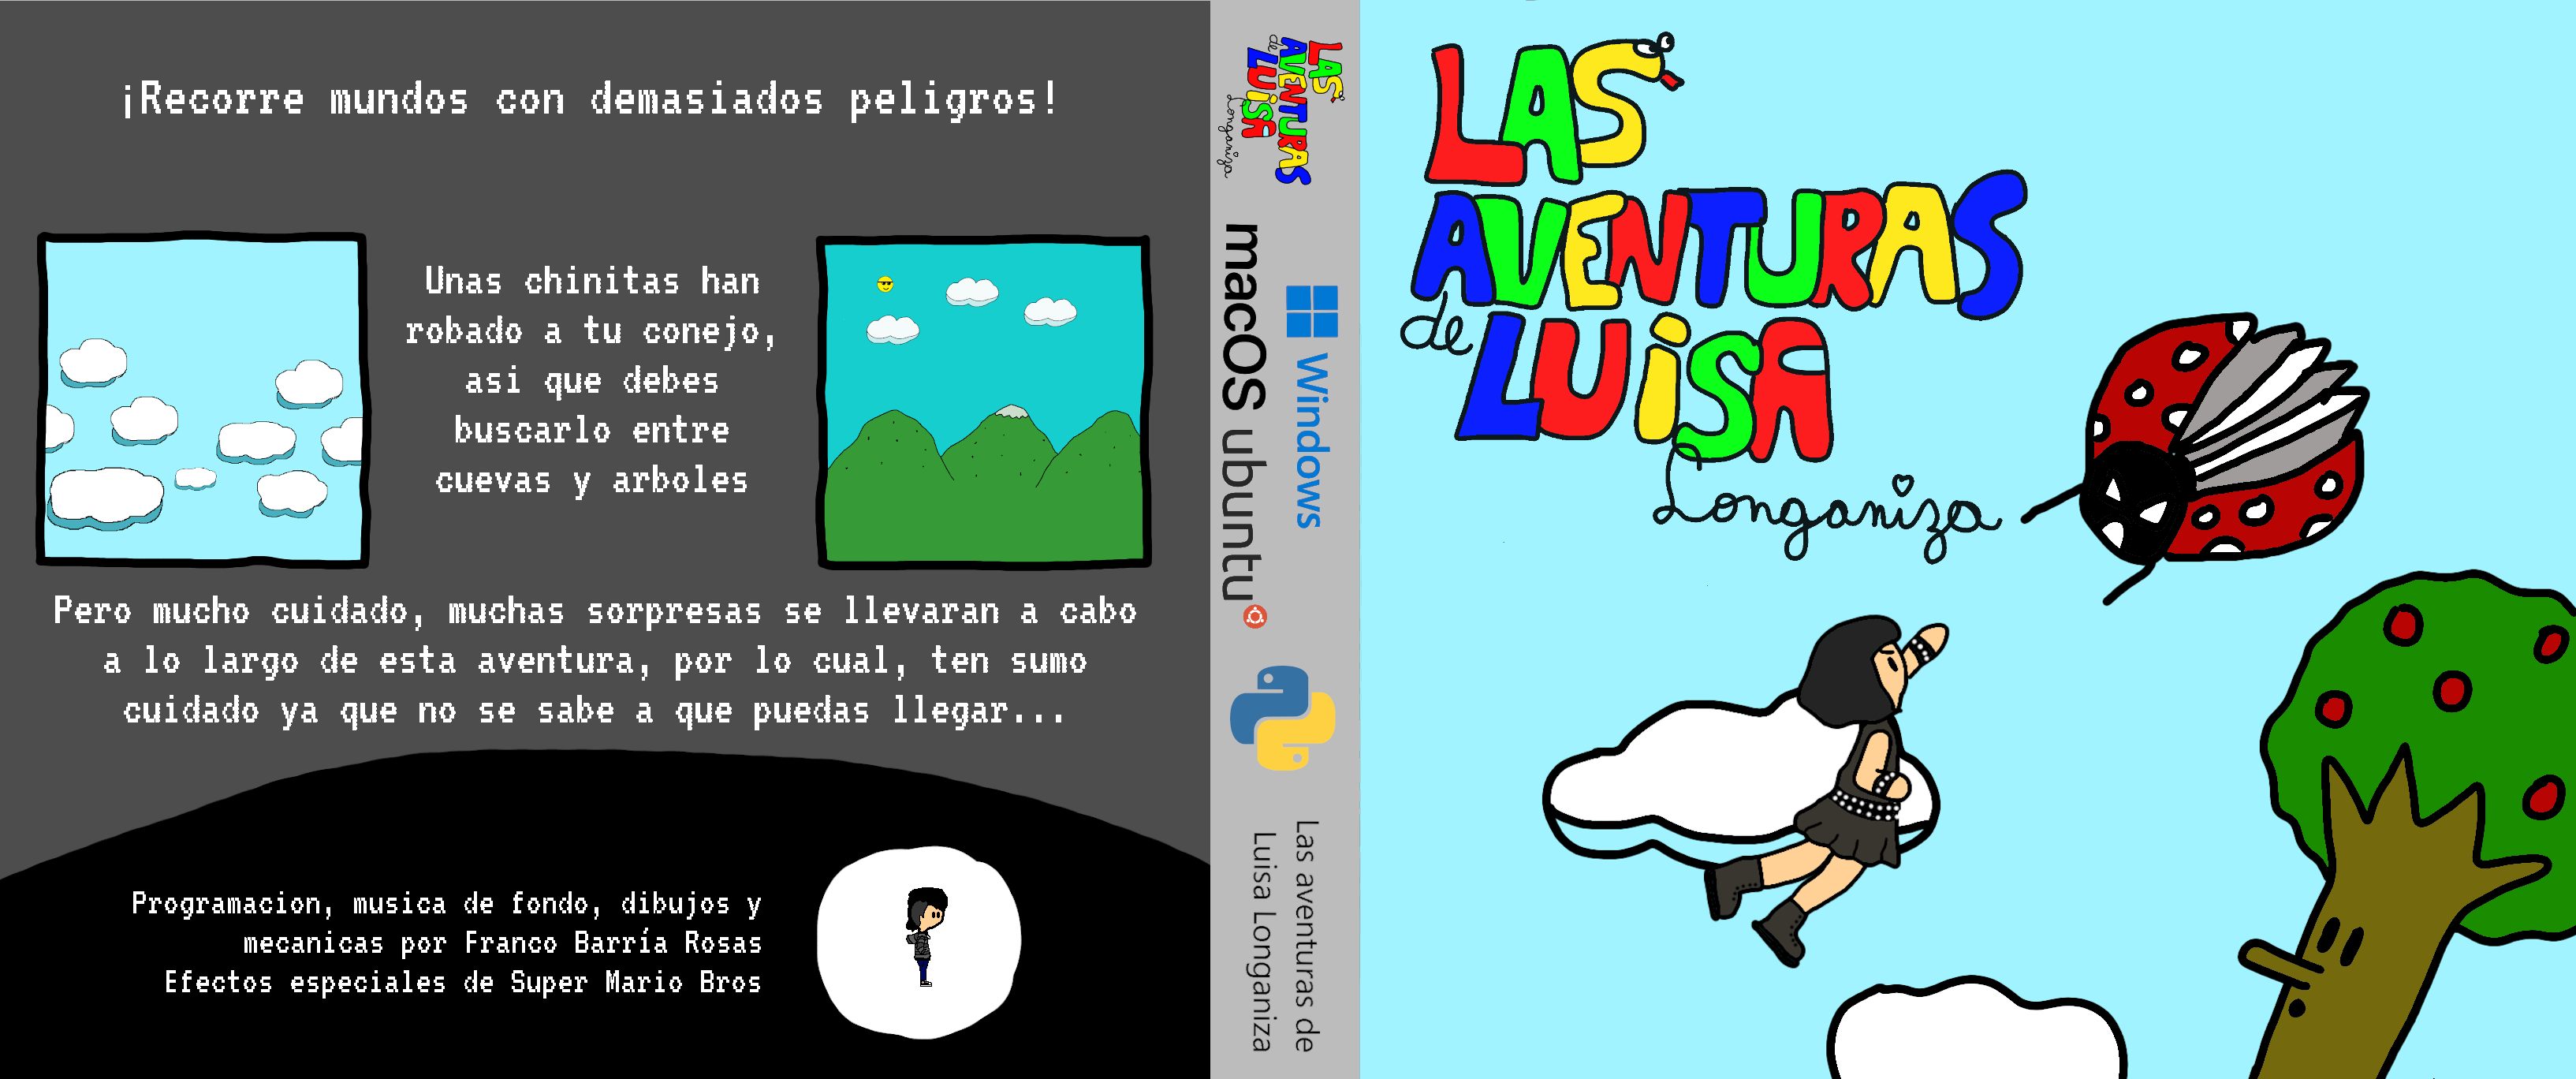 ¡Recorre mundos con demasiados peligros!
Unas chinitas han
robado a tu conejo,
asi que debes
buscarlo entre
cuevas y arboles
Pero mucho cuidado, muchas sorpresas se llevaran a cabo
a lo largo de esta aventura, por lo cual, ten sumo
cuidado ya que no se sabe a que puedas llegar...
Programacion, musica de fondo, dibujos y
mecanicas por Franco Barría Rosas
Efectos especiales de Super Mario Bros
LAS
AVENTURAS
de LUiSA
Longaniza
Windows
macOS ubuntu
Las aventuras de
Luisa Longaniza
LAS
AVENTURAS
de LUiSA
Longaniza